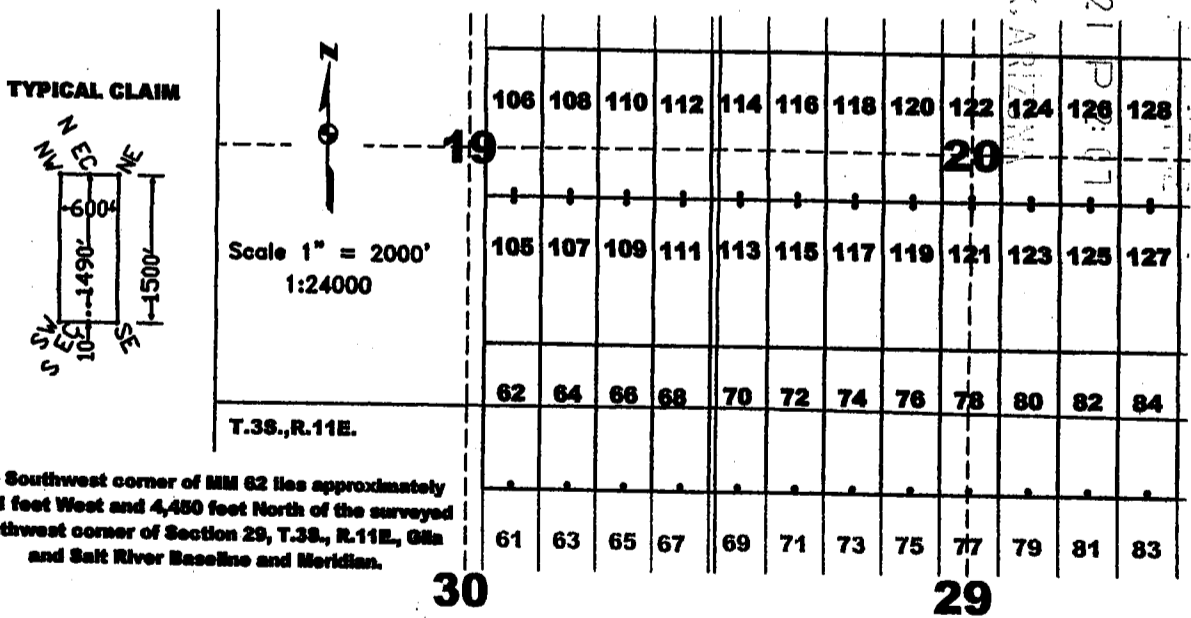 TYPICAL CLAIM
N
NW EC NE
600'
1490'
1500'
10'
SW EC SE
S
N
Scale 1" = 2000'
1:24000
T.3S.,R.11E.
Southwest corner of MM 62 lies approximately
feet West and 4,450 feet North of the surveyed
thwest corner of Section 29, T.3S., R.11E., Gila
and Salt River Baseline and Meridian.
106 108 110 112 114 116 118 120 122 124 126 128
19 20
105 107 109 111 113 115 117 119 121 123 125 127
62 64 66 68 70 72 74 76 78 80 82 84
61 63 65 67 69 71 73 75 77 79 81 83
30 29
ARIZONA